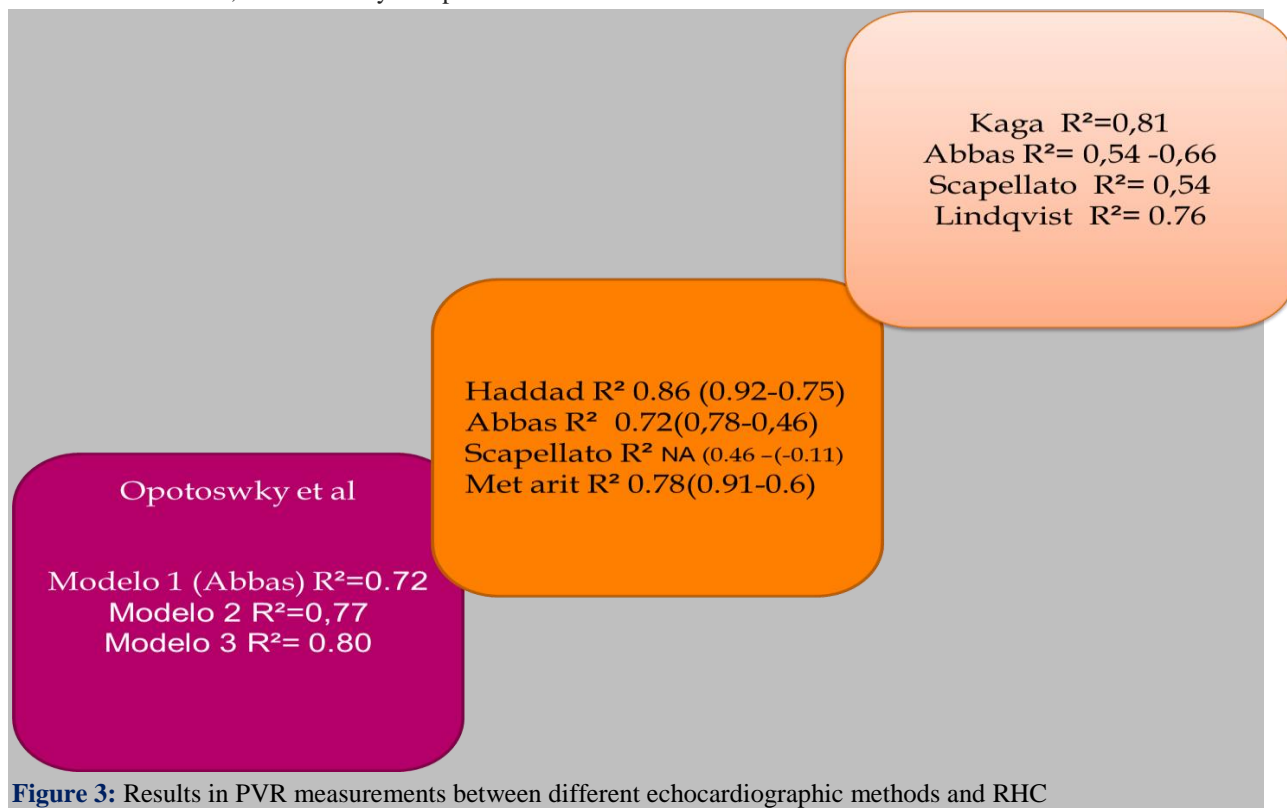 Kaga R²=0,81
Abbas R²= 0,54 -0,66
Scapellato R²= 0,54
Lindqvist R²= 0.76
Haddad R² 0.86 (0.92-0.75)
Abbas R² 0.72(0,78-0,46)
Scapellato R² NA (0.46 –(-0.11)
Met arit R² 0.78(0.91-0.6)
Opotoswky et al
Modelo 1 (Abbas) R²=0.72
Modelo 2 R²=0,77
Modelo 3 R²= 0.80
Figure 3: Results in PVR measurements between different echocardiographic methods and RHC